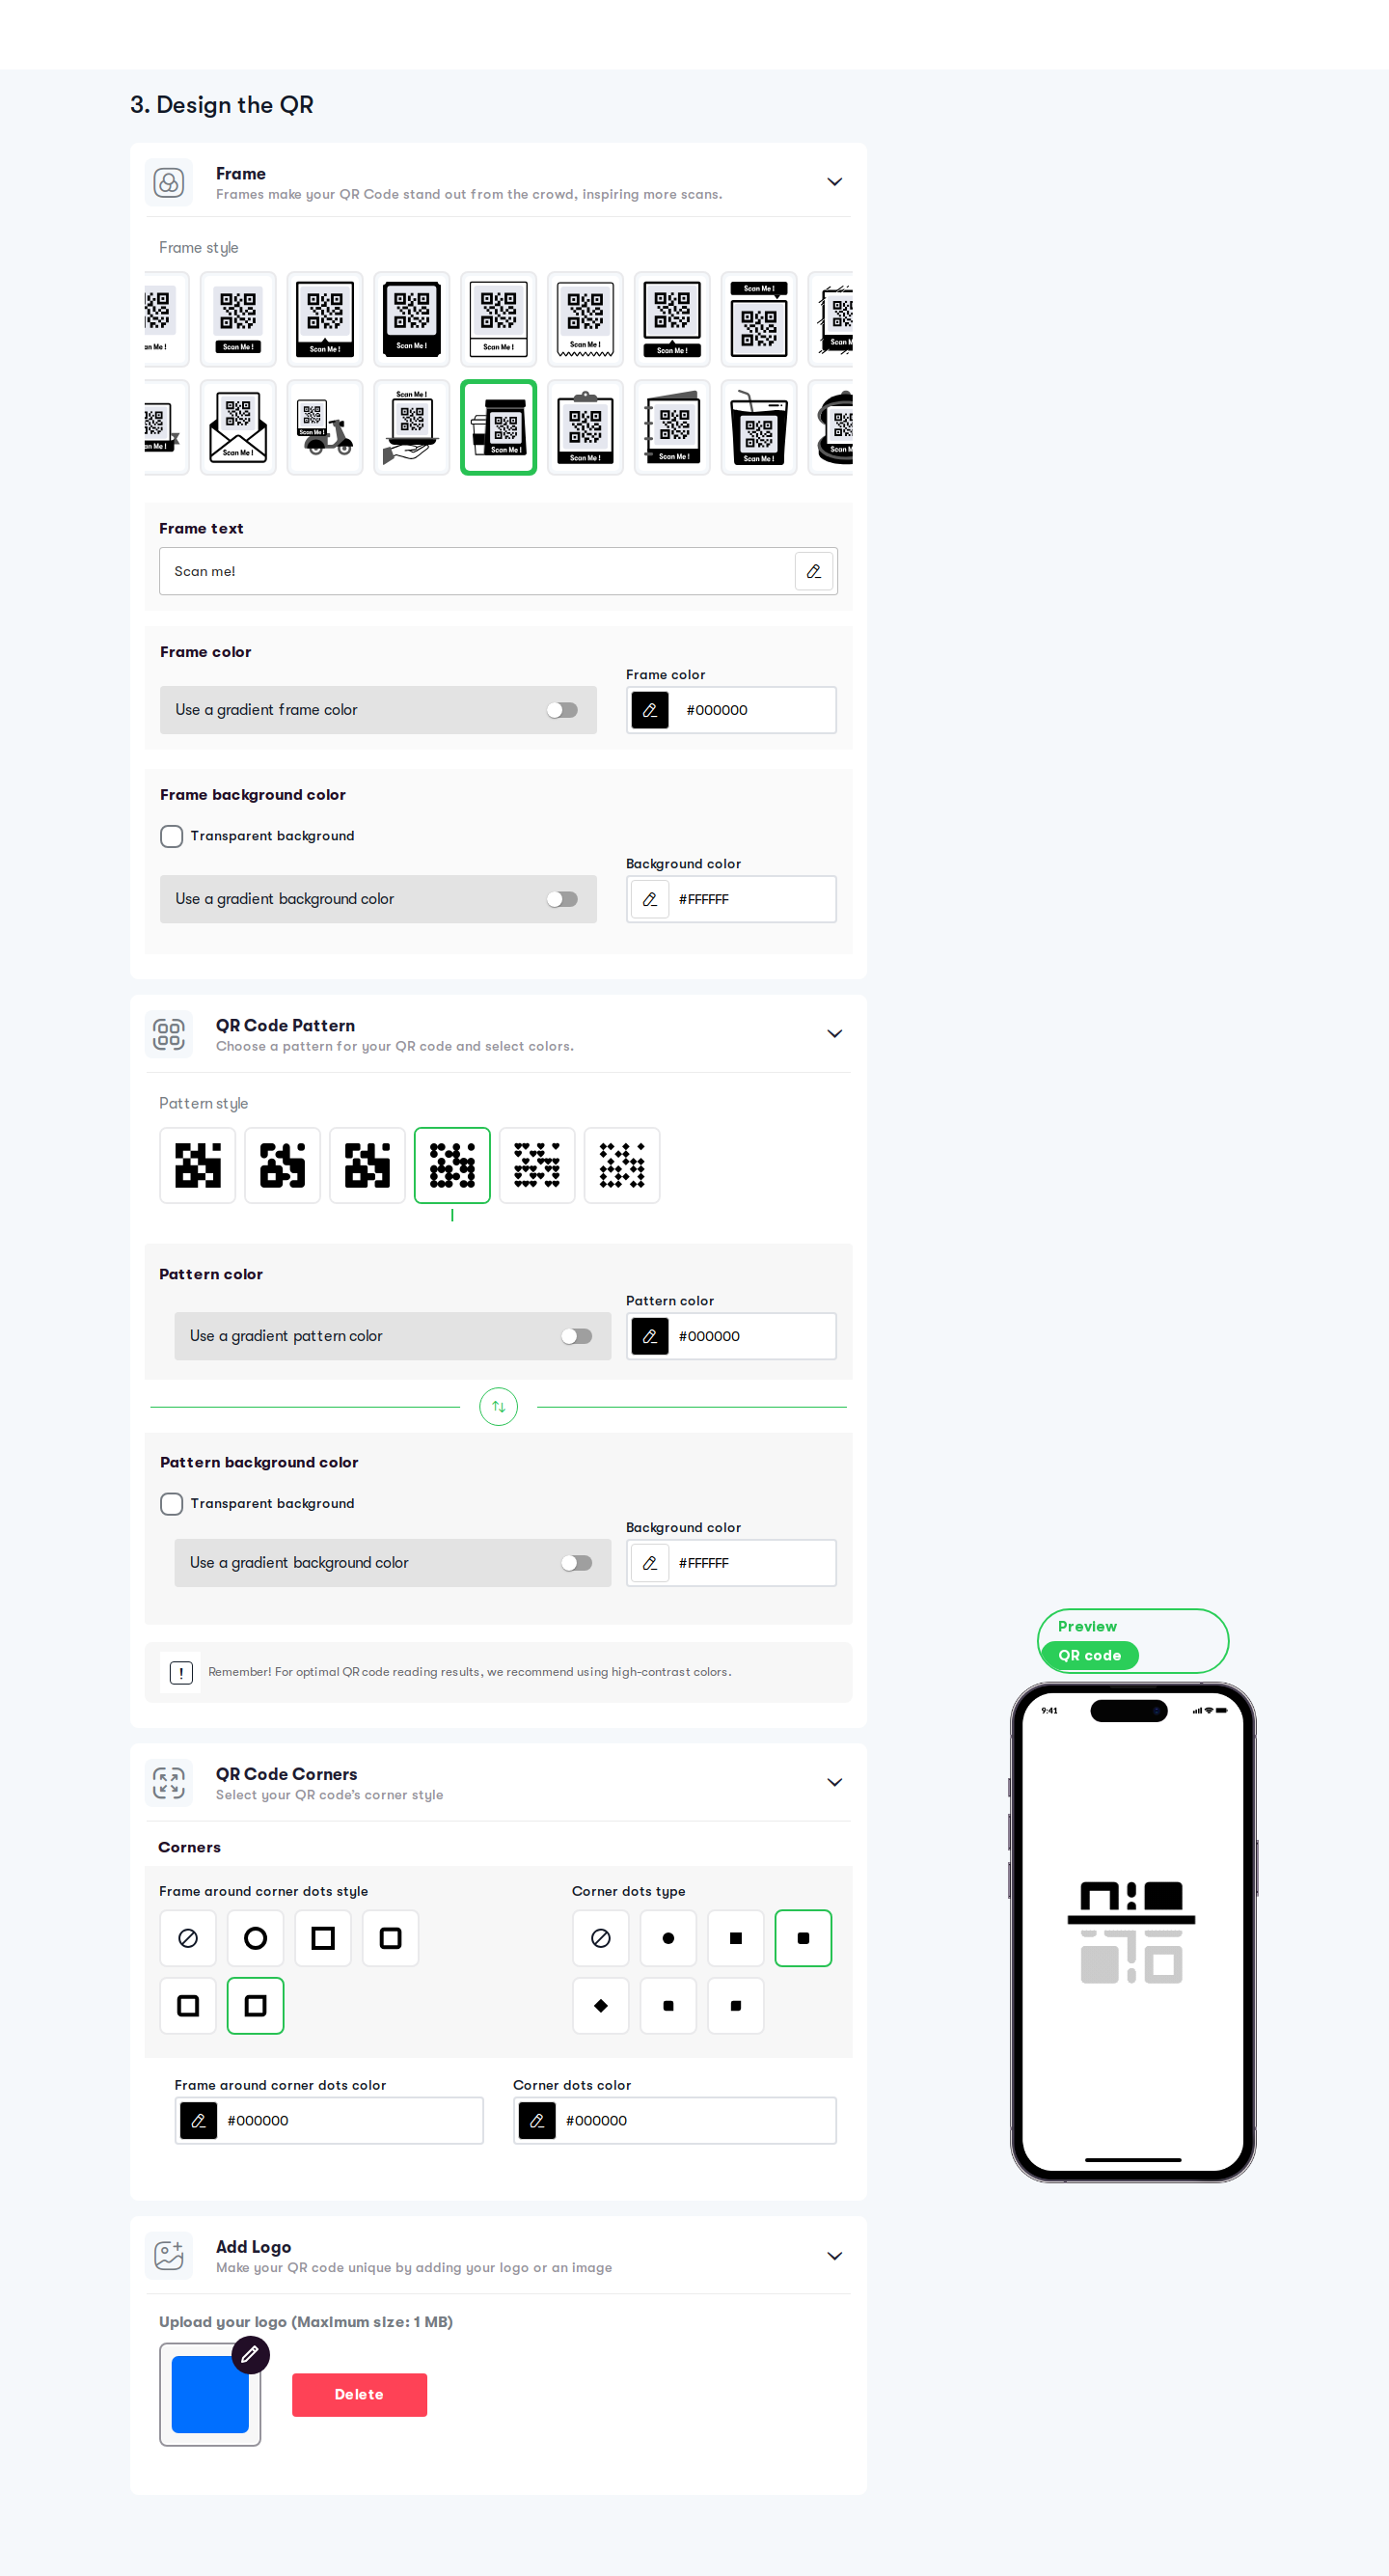 3. Design the QR
Frame
Frames make your QR Code stand out from the crowd, inspiring more scans.
Frame style
an Me !
Scan Me !
Scan Me !
Scan Me !
Scan Me !
Scan Me !
Scan Me !
Scan Me !
Scan M
an Me !
Scan Me !
Scan Me !
Scan Me !
Scan Me !
Scan Me !
Scan Me !
Scan Me !
Scan M
Frame text
Scan me!
Frame color
Frame color
Use a gradient frame color
#000000
Frame background color
Transparent background
Background color
Use a gradient background color
#FFFFFF
QR Code Pattern
Choose a pattern for your QR code and select colors.
Pattern style
Pattern color
Pattern color
Use a gradient pattern color
#000000
Pattern background color
Transparent background
Background color
Use a gradient background color
#FFFFFF
Remember! For optimal QR code reading results, we recommend using high-contrast colors.
Preview
QR code
9:41
QR Code Corners
Select your QR code's corner style
Corners
Frame around corner dots style
Corner dots type
Frame around corner dots color
Corner dots color
#000000
#000000
Add Logo
Make your QR code unique by adding your logo or an image
Upload your logo (Maximum size: 1 MB)
Delete